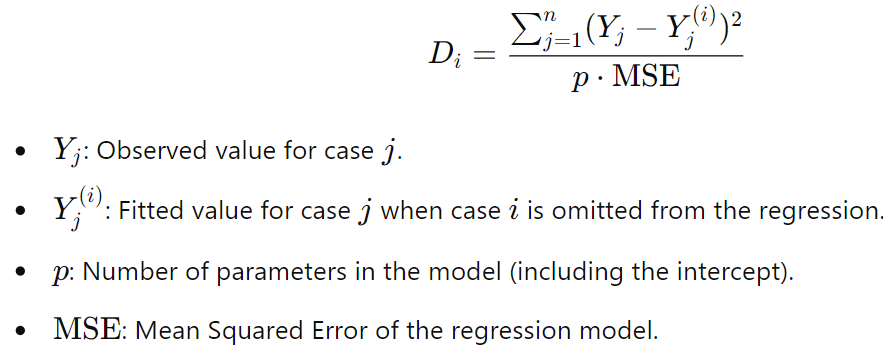 $D_i = \frac{\sum_{j=1}^{n}(Y_j - Y_j^{(i)})^2}{p \cdot \text{MSE}}$
• $Y_j$: Observed value for case $j$.
• $Y_j^{(i)}$: Fitted value for case $j$ when case $i$ is omitted from the regression.
• $p$: Number of parameters in the model (including the intercept).
• MSE: Mean Squared Error of the regression model.